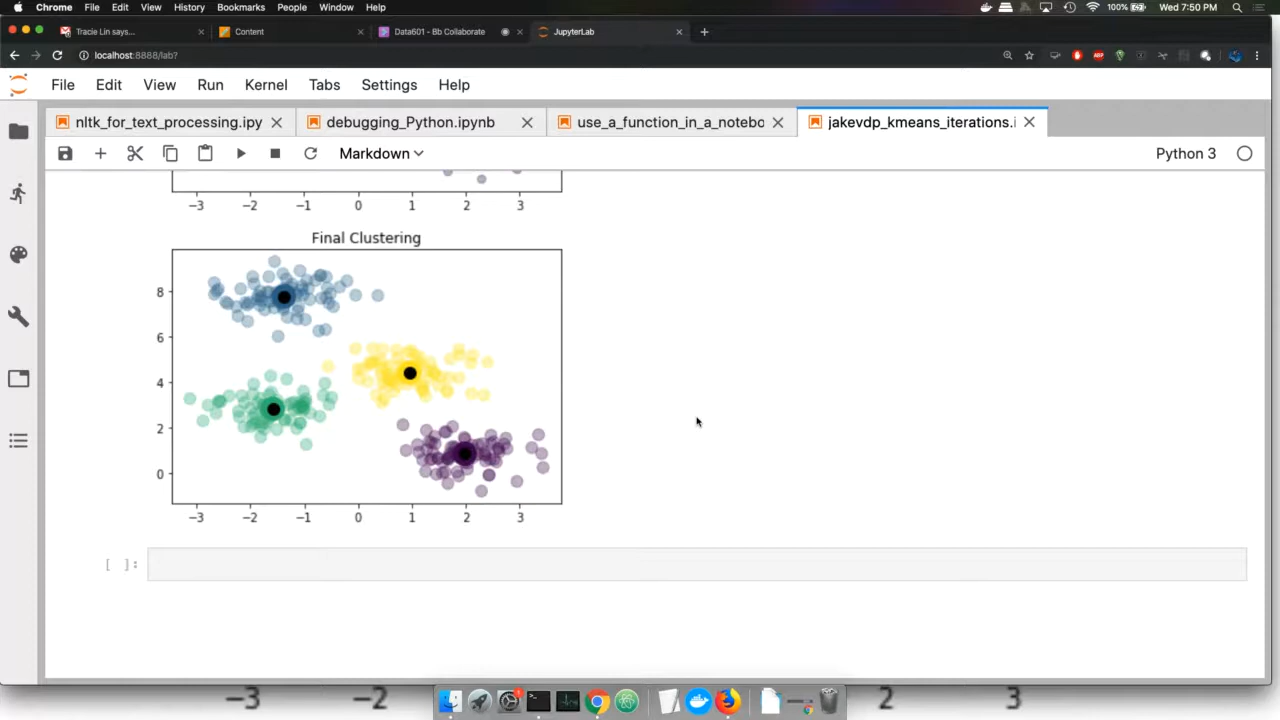 Chrome File Edit View History Bookmarks People Window Help 100% Wed 7:50 PM
Tracie Lin says... Content Data601 - Bb Collaborate JupyterLab
localhost:8888/lab?
File Edit View Run Kernel Tabs Settings Help
nltk_for_text_processing.ipy debugging_Python.ipynb use_a_function_in_a_notebo jakevdp_kmeans_iterations.i
Markdown Python 3
−3 −2 −1 0 1 2 3
Final Clustering
8
6
4
2
0
−3 −2 −1 0 1 2 3
[ ]:
−3 −2 2 3